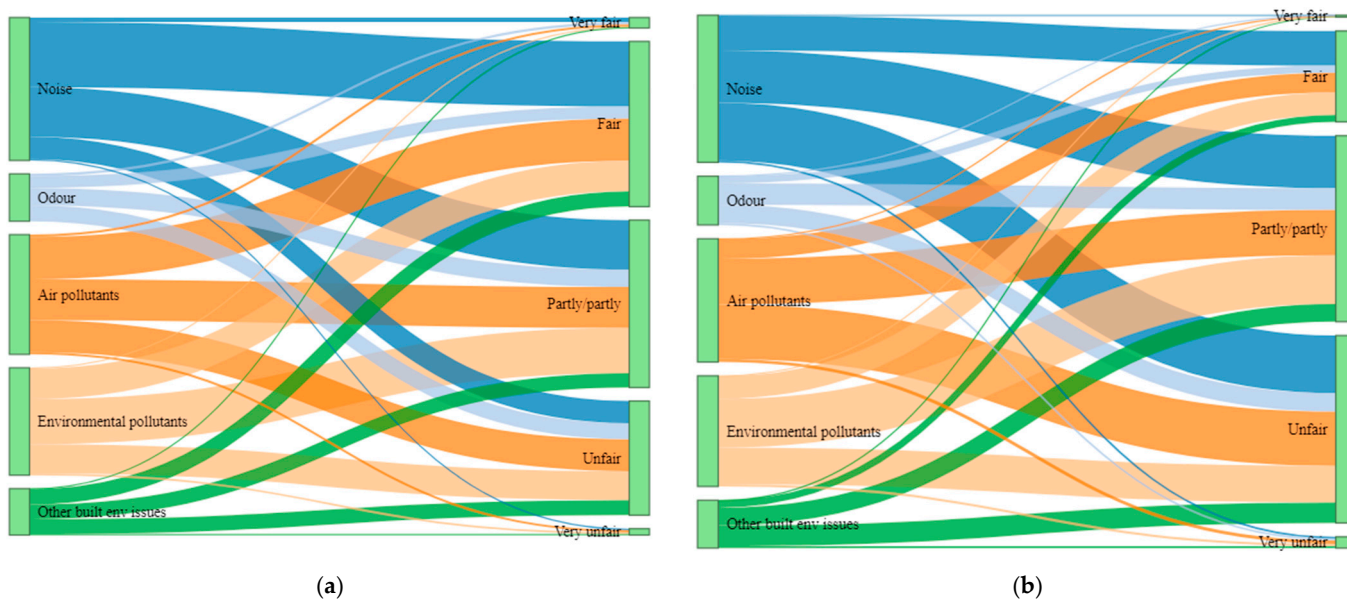 Very fair
Noise
Fair
Odour
Air pollutants
Partly/partly
Environmental pollutants
Unfair
Other built env issues
Very unfair
(a)
Very fair
Noise
Fair
Odour
Partly/partly
Air pollutants
Environmental pollutants
Unfair
Other built env issues
Very unfair
(b)